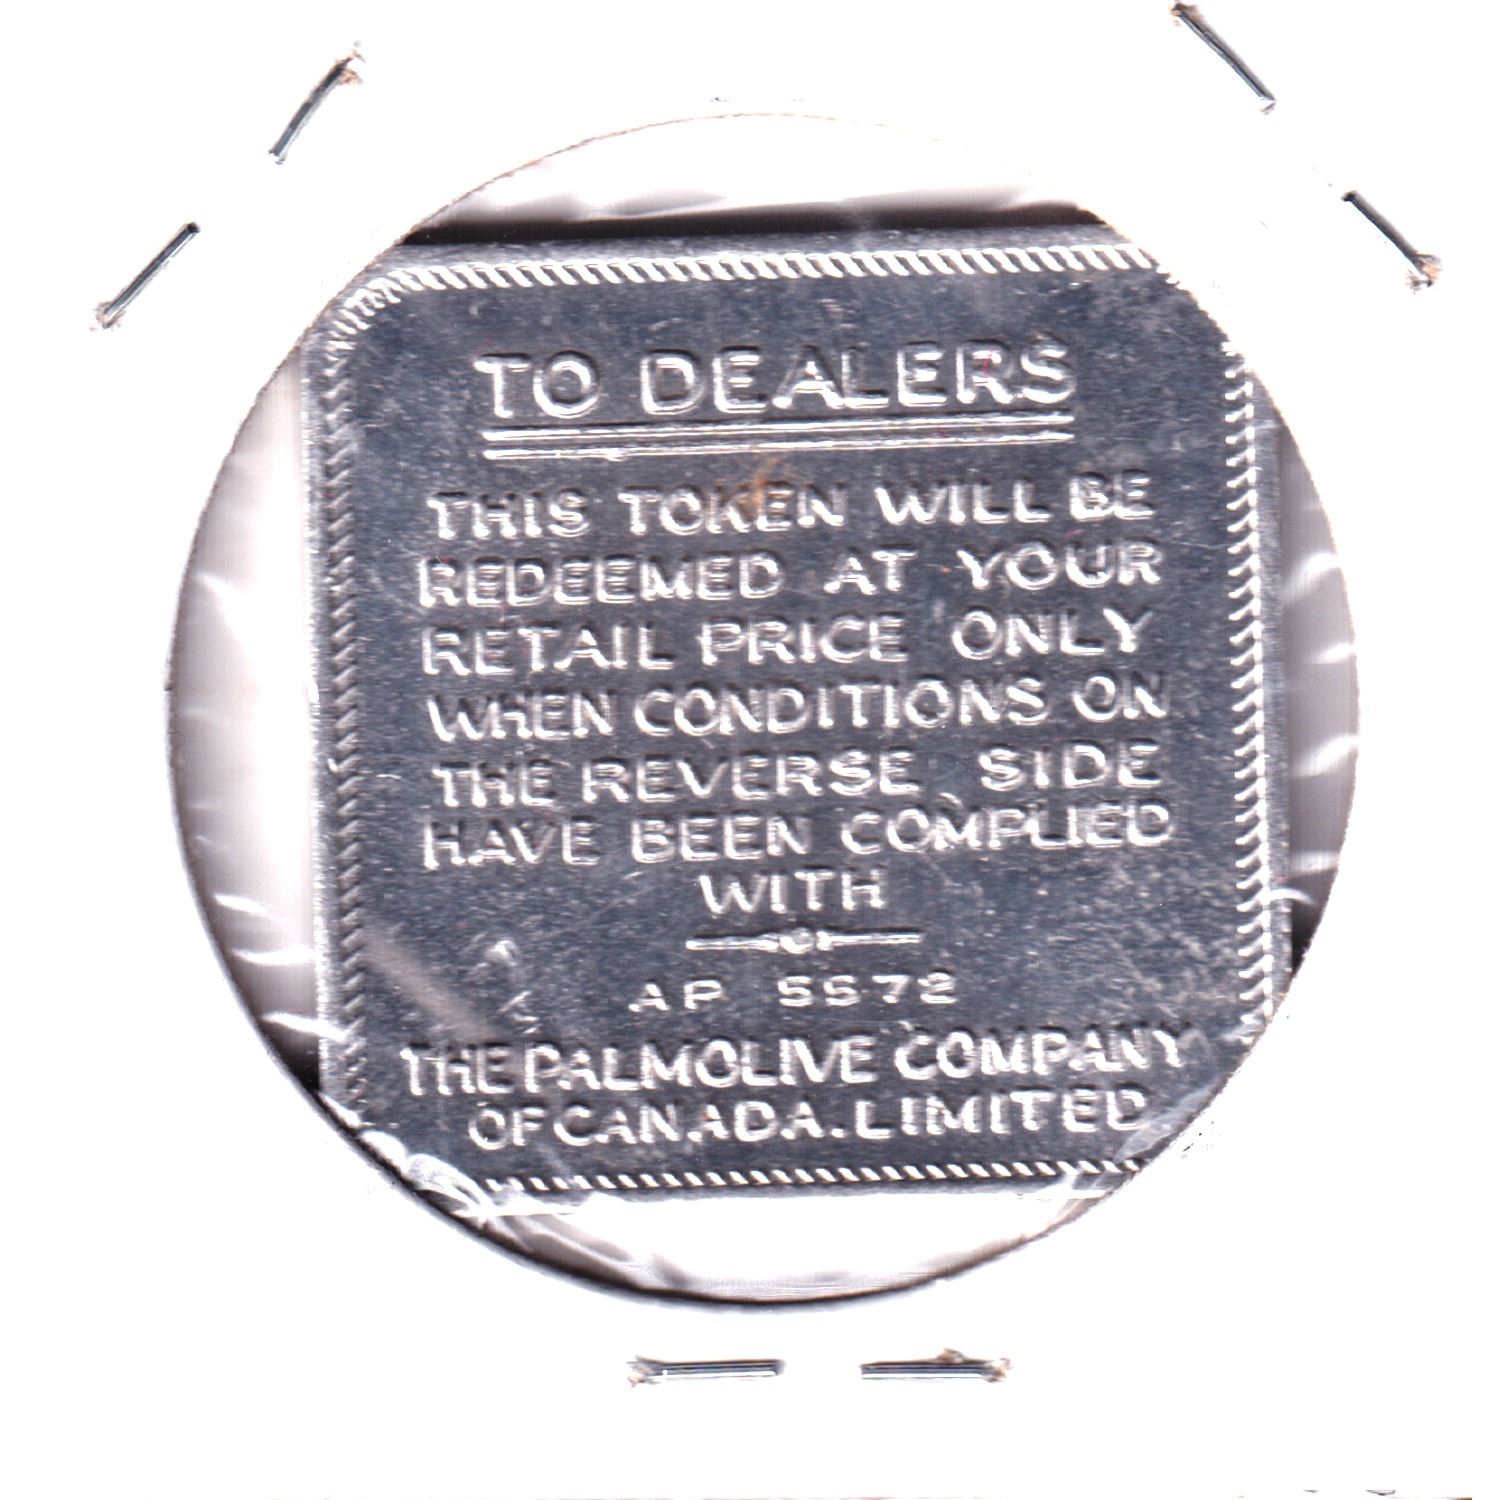 TO DEALERS
THIS TOKEN WILL BE
REDEEMED AT YOUR
RETAIL PRICE ONLY
WHEN CONDITIONS ON
THE REVERSE SIDE
HAVE BEEN COMPLIED
WITH
AP 5572
THE PALMOLIVE COMPANY
OF CANADA. LIMITED